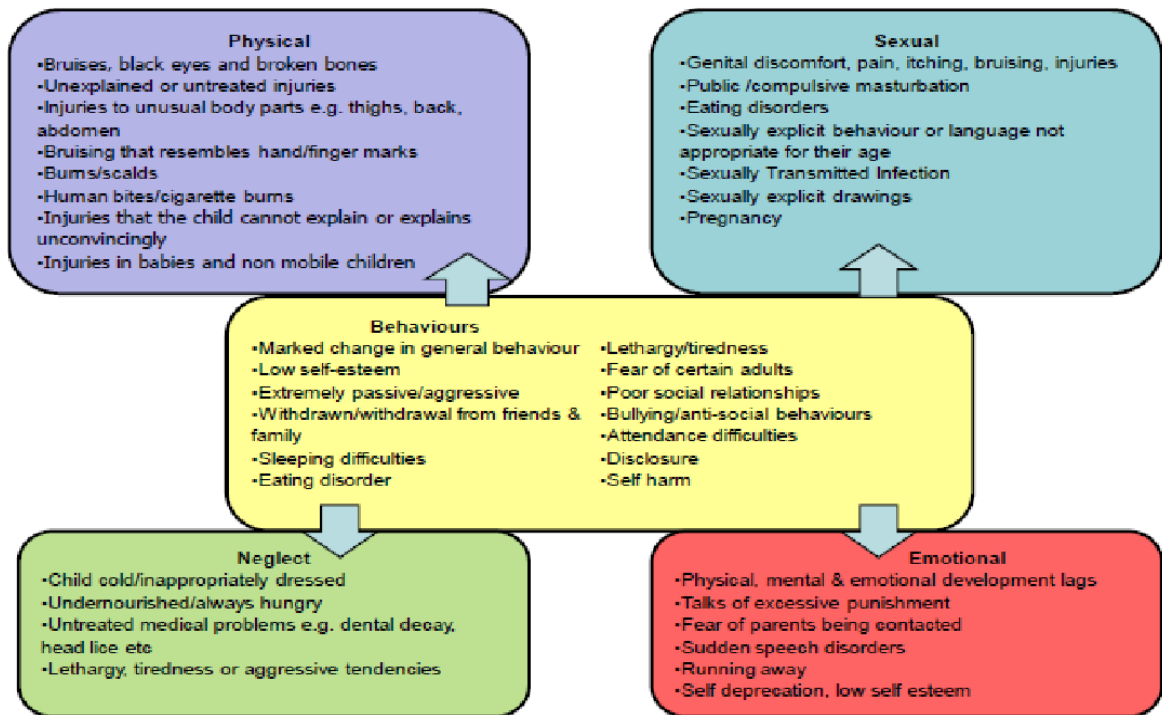 Physical
•Bruises, black eyes and broken bones
•Unexplained or untreated injuries
•Injuries to unusual body parts e.g. thighs, back,
abdomen
•Bruising that resembles hand/finger marks
•Burns/scalds
•Human bites/cigarette burns
•Injuries that the child cannot explain or explains
unconvincingly
•Injuries in babies and non mobile children
Sexual
•Genital discomfort, pain, itching, bruising, injuries
•Public /compulsive masturbation
•Eating disorders
•Sexually explicit behaviour or language not
appropriate for their age
•Sexually Transmitted Infection
•Sexually explicit drawings
•Pregnancy
Behaviours
•Marked change in general behaviour
•Low self-esteem
•Extremely passive/aggressive
•Withdrawn/withdrawal from friends &
family
•Sleeping difficulties
•Eating disorder
•Lethargy/tiredness
•Fear of certain adults
•Poor social relationships
•Bullying/anti-social behaviours
•Attendance difficulties
•Disclosure
•Self harm
Neglect
•Child cold/inappropriately dressed
•Undernourished/always hungry
•Untreated medical problems e.g. dental decay,
head lice etc
•Lethargy, tiredness or aggressive tendencies
Emotional
•Physical, mental & emotional development lags
•Talks of excessive punishment
•Fear of parents being contacted
•Sudden speech disorders
•Running away
•Self deprecation, low self esteem